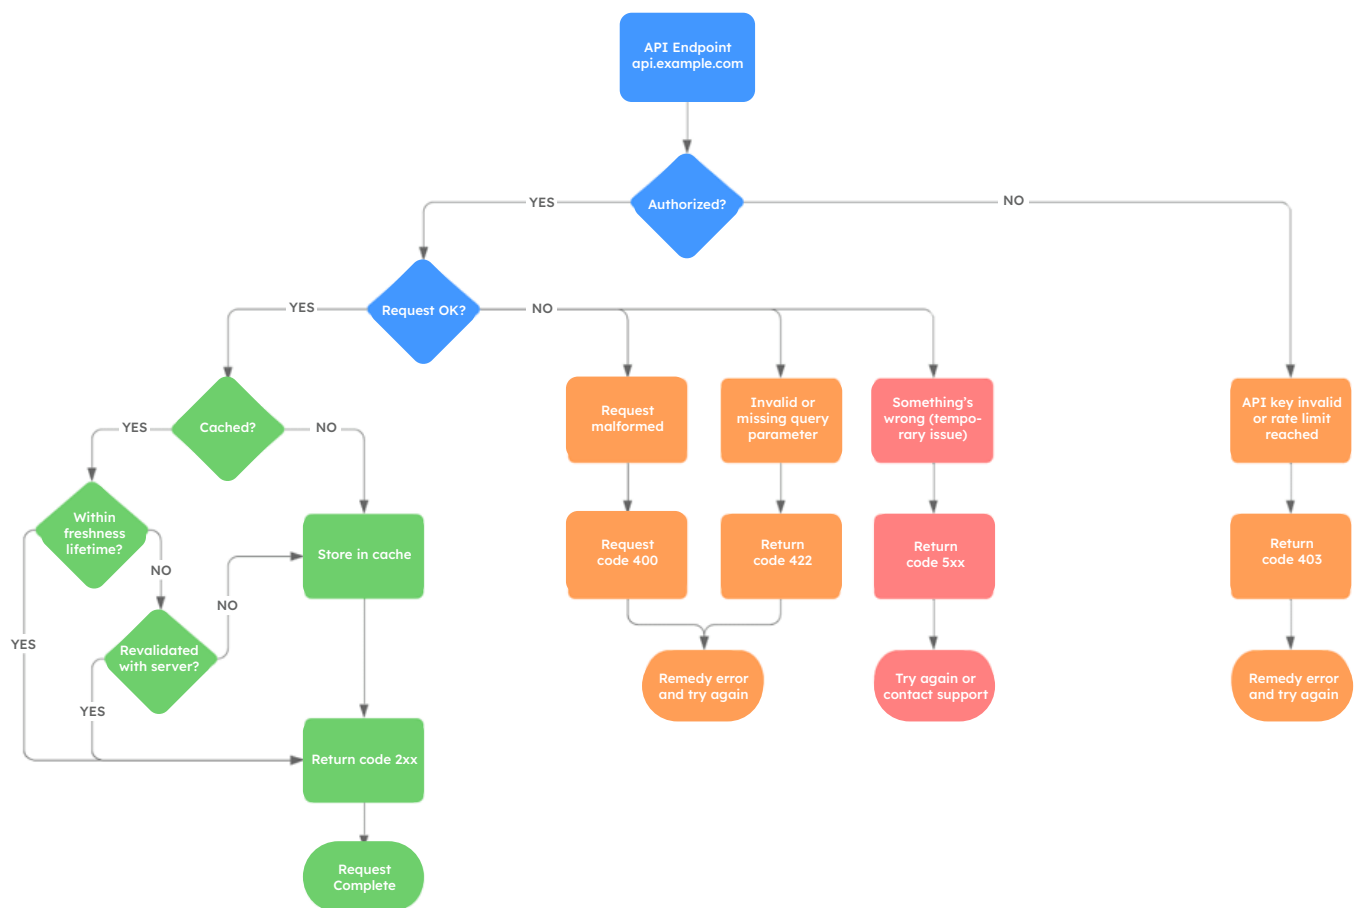 API Endpoint
api.example.com
Authorized?
YES
NO
Request OK?
YES
NO
Cached?
YES
NO
Request
malformed
Invalid or
missing query
parameter
Something's
wrong (tempo-
rary issue)
API key invalid
or rate limit
reached
Within
freshness
lifetime?
NO
YES
Store in cache
Request
code 400
Return
code 422
Return
code 5xx
Return
code 403
NO
Revalidated
with server?
YES
Remedy error
and try again
Try again or
contact support
Remedy error
and try again
Return code 2xx
Request
Complete